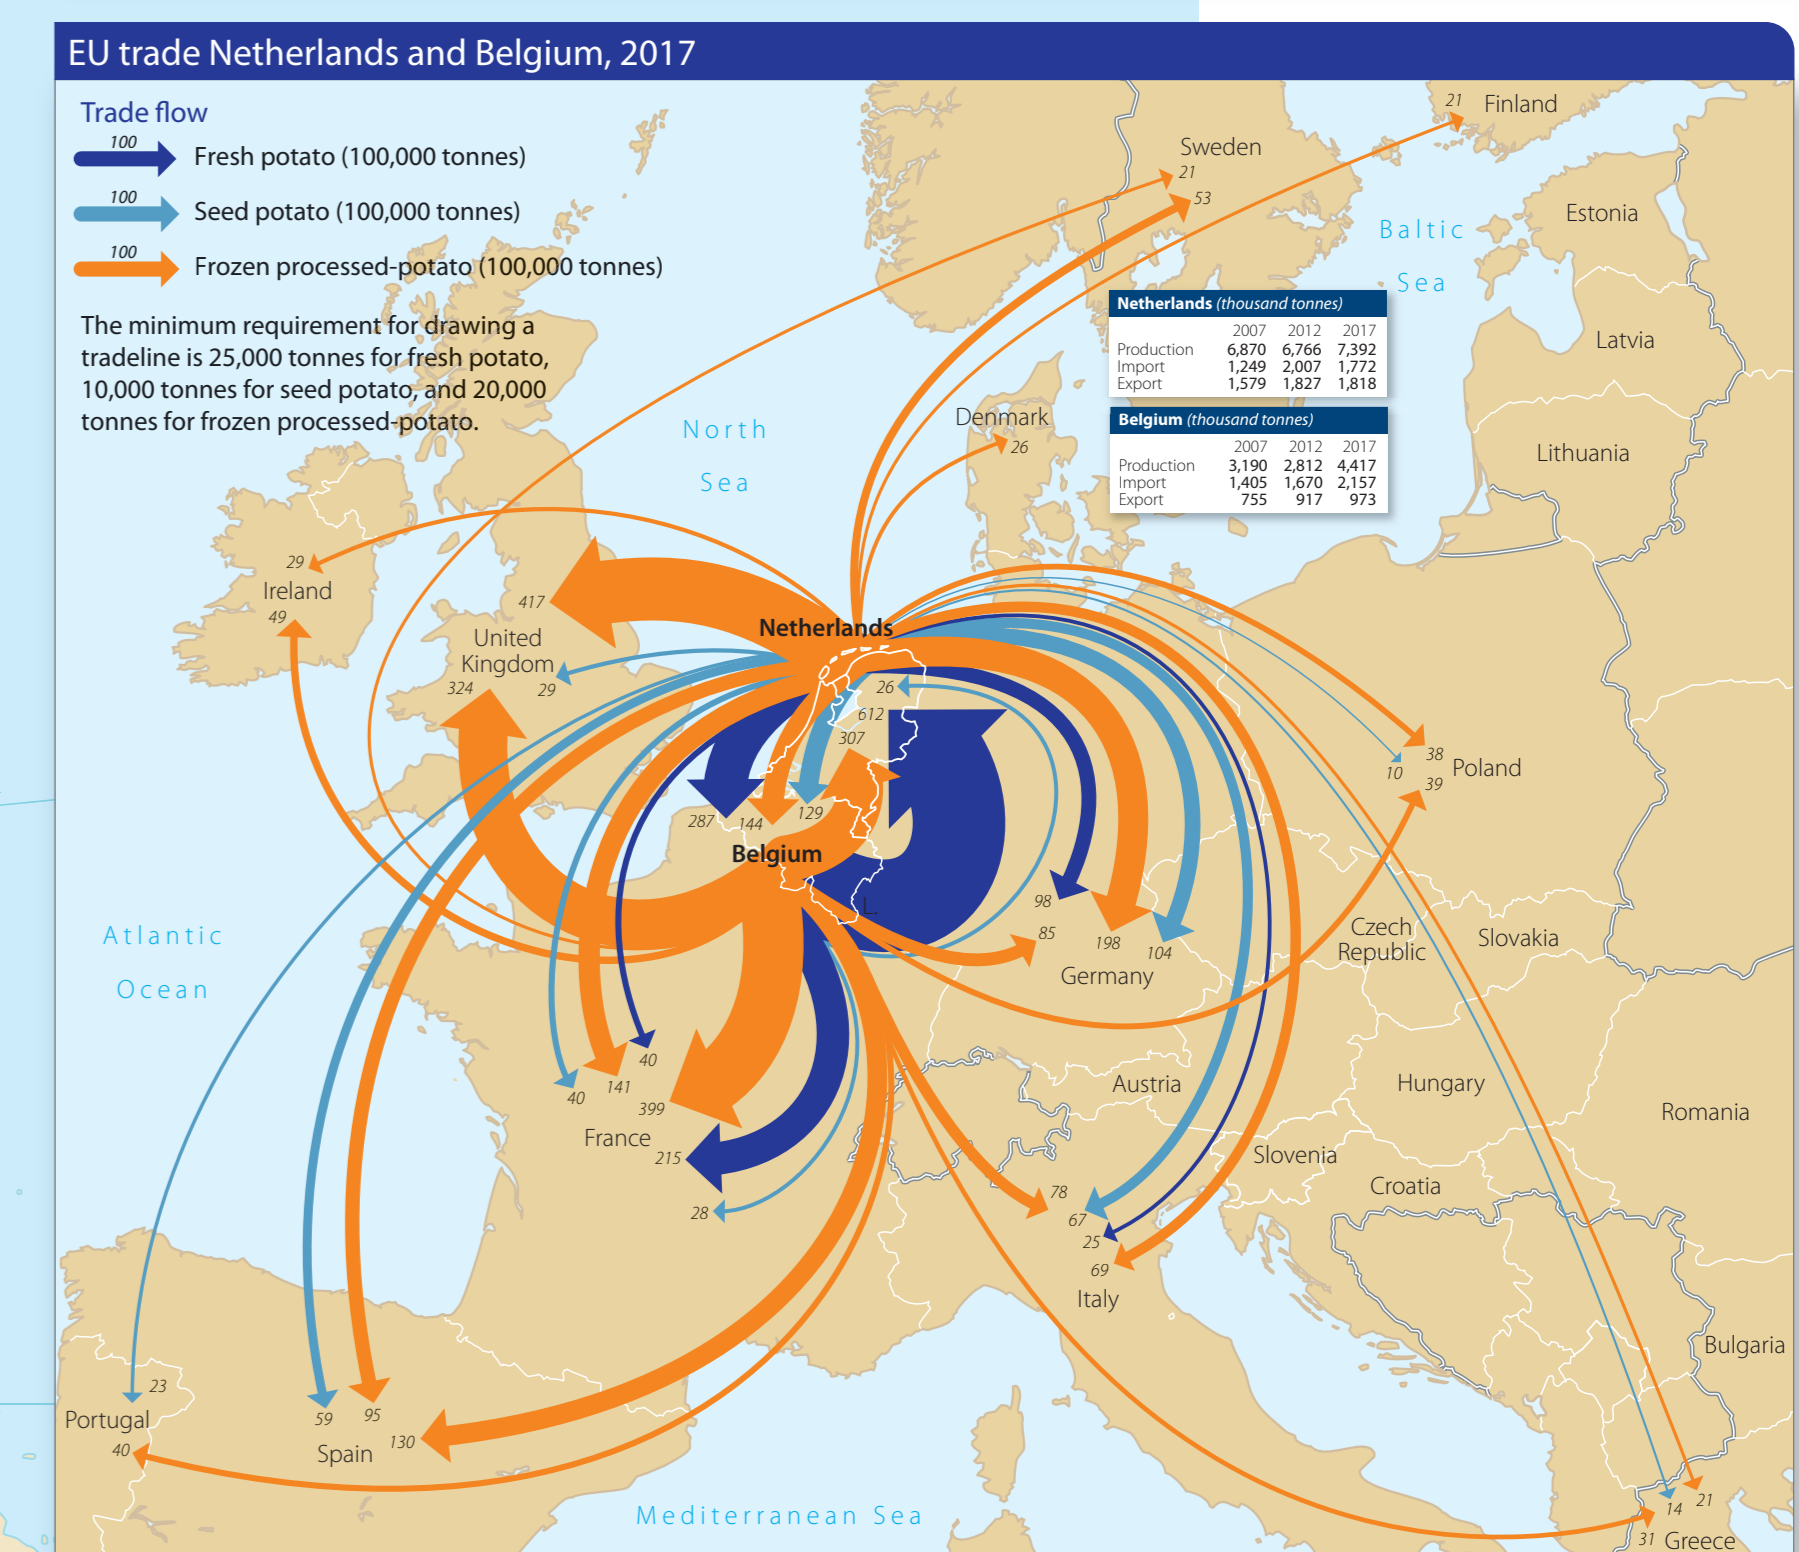 EU trade Netherlands and Belgium, 2017
Trade flow
100
Fresh potato (100,000 tonnes)
100
Seed potato (100,000 tonnes)
100
Frozen processed-potato (100,000 tonnes)
The minimum requirement for drawing a
tradeline is 25,000 tonnes for fresh potato,
10,000 tonnes for seed potato, and 20,000
tonnes for frozen processed-potato.
21
Finland
Sweden
21
53
Estonia
Baltic
Sea
Latvia
Lithuania
Netherlands (thousand tonnes)
2007 2012 2017
Production 6,870 6,766 7,392
Import 1,249 2,007 1,772
Export 1,579 1,827 1,818
Belgium (thousand tonnes)
2007 2012 2017
Production 3,190 2,812 4,417
Import 1,405 1,670 2,157
Export 755 917 973
North
Sea
Denmark
26
29
Ireland
49
417
United
Kingdom
324
29
Netherlands
26
612
307
287
144
129
Belgium
L.
38
10
Poland
39
98
85
198
104
Germany
Czech
Republic
Slovakia
Atlantic
Ocean
40
40
141
399
France
215
28
Austria
Hungary
Romania
Slovenia
Croatia
78
67
25
69
Italy
Bulgaria
23
Portugal
40
59
95
Spain
130
Mediterranean Sea
14
21
31
Greece